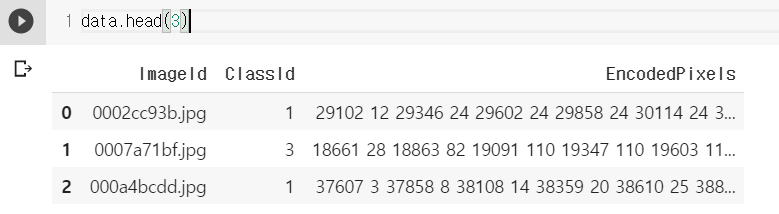 1 data.head(3)
ImageId ClassId EncodedPixels
0 0002cc93b.jpg 1 29102 12 29346 24 29602 24 29858 24 30114 24 3...
1 0007a71bf.jpg 3 18661 28 18863 82 19091 110 19347 110 19603 11...
2 000a4bcdd.jpg 1 37607 3 37858 8 38108 14 38359 20 38610 25 388...